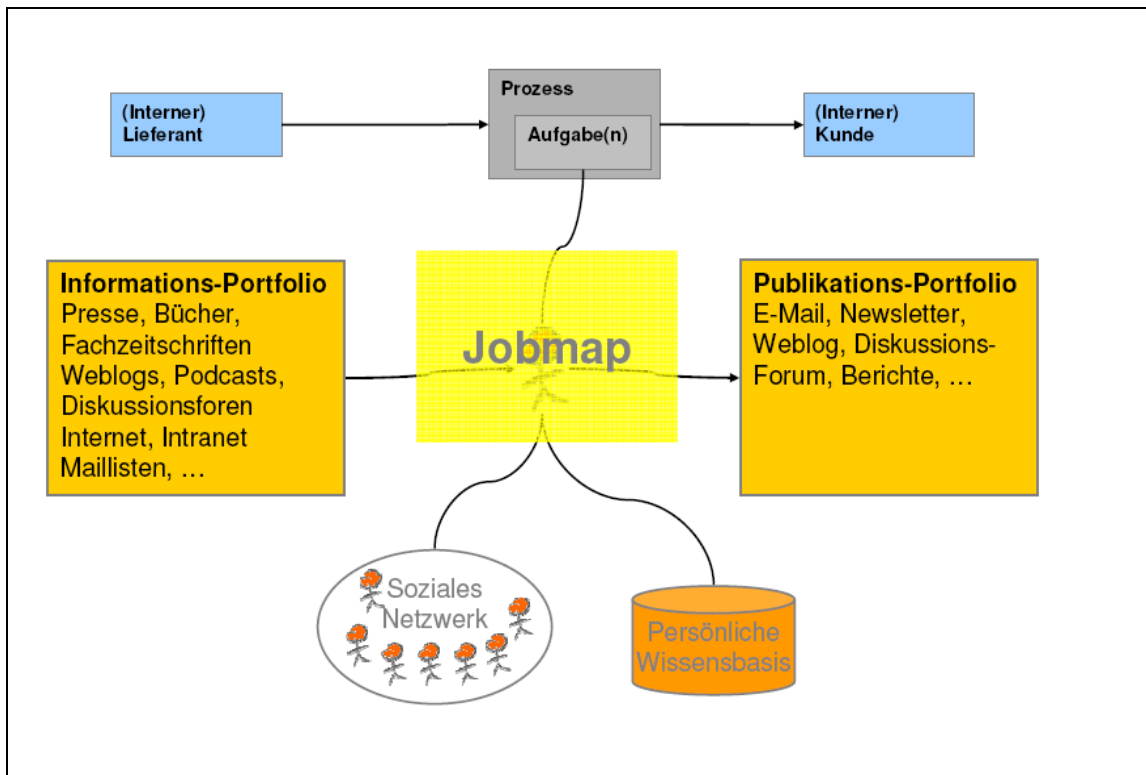 (Interner)
Lieferant
Prozess
Aufgabe(n)
(Interner)
Kunde
Informations-Portfolio
Presse, Bücher,
Fachzeitschriften
Weblogs, Podcasts,
Diskussionsforen
Internet, Intranet
Maillisten, …
Jobmap
Publikations-Portfolio
E-Mail, Newsletter,
Weblog, Diskussions-
Forum, Berichte, …
Soziales
Netzwerk
Persönliche
Wissensbasis